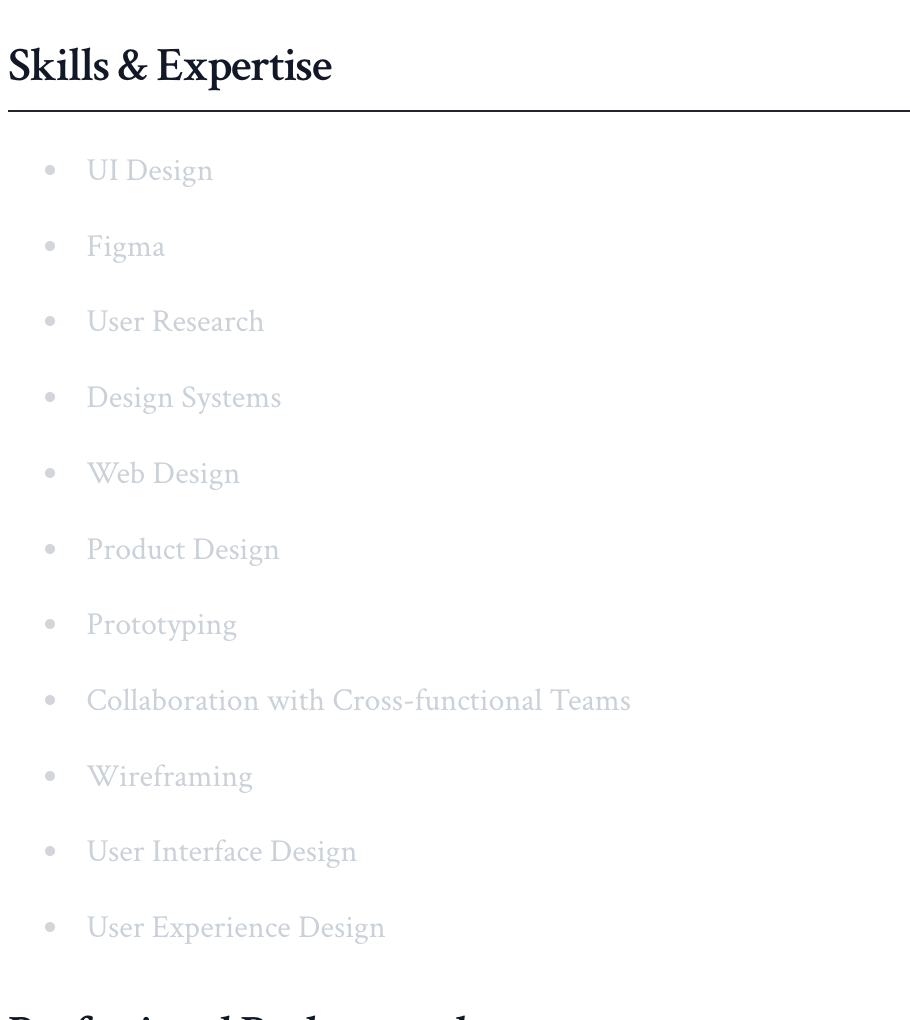 Skills & Expertise
UI Design
Figma
User Research
Design Systems
Web Design
Product Design
Prototyping
Collaboration with Cross-functional Teams
Wireframing
User Interface Design
User Experience Design